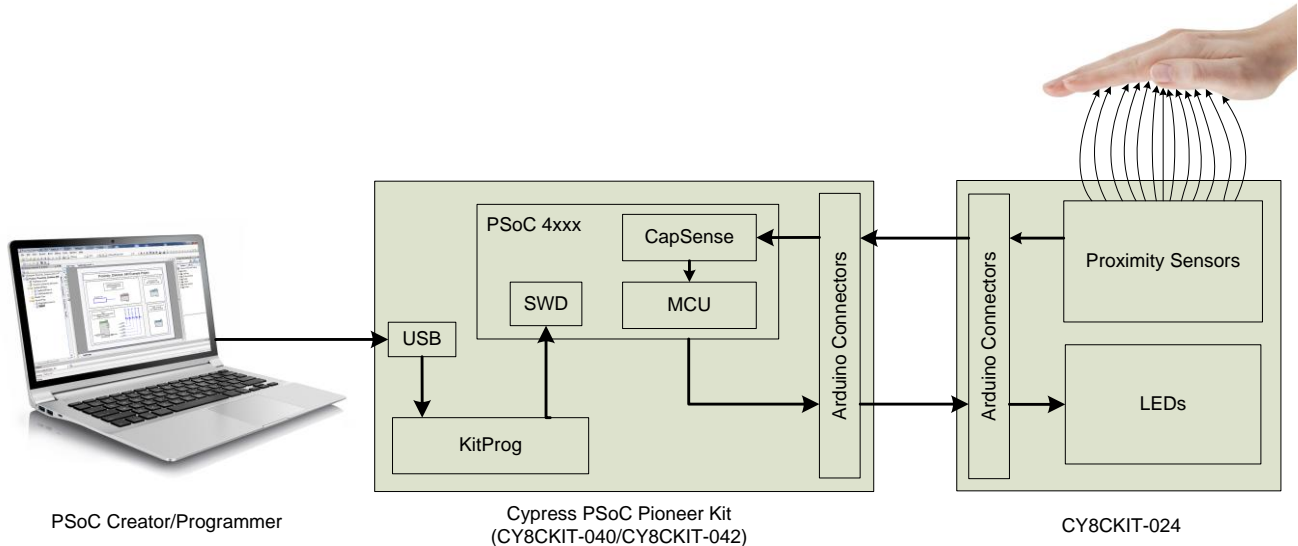 PSoC 4xxx
CapSense
SWD
MCU
USB
KitProg
Arduino Connectors
Arduino Connectors
Proximity Sensors
LEDs
PSoC Creator/Programmer
Cypress PSoC Pioneer Kit
(CY8CKIT-040/CY8CKIT-042)
CY8CKIT-024